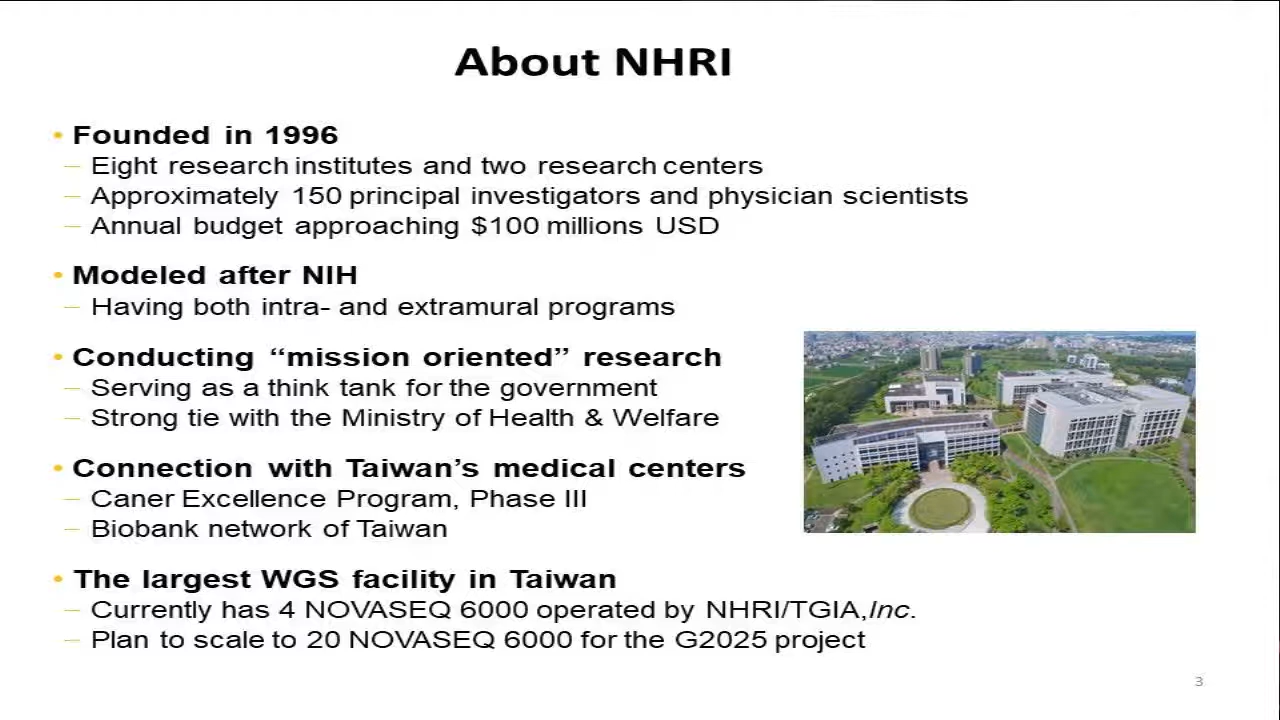 About NHRI
• Founded in 1996
– Eight research institutes and two research centers
– Approximately 150 principal investigators and physician scientists
– Annual budget approaching $100 millions USD
• Modeled after NIH
– Having both intra- and extramural programs
• Conducting “mission oriented” research
– Serving as a think tank for the government
– Strong tie with the Ministry of Health & Welfare
• Connection with Taiwan’s medical centers
– Caner Excellence Program, Phase III
– Biobank network of Taiwan
• The largest WGS facility in Taiwan
– Currently has 4 NOVASEQ 6000 operated by NHRI/TGIA,Inc.
– Plan to scale to 20 NOVASEQ 6000 for the G2025 project
3